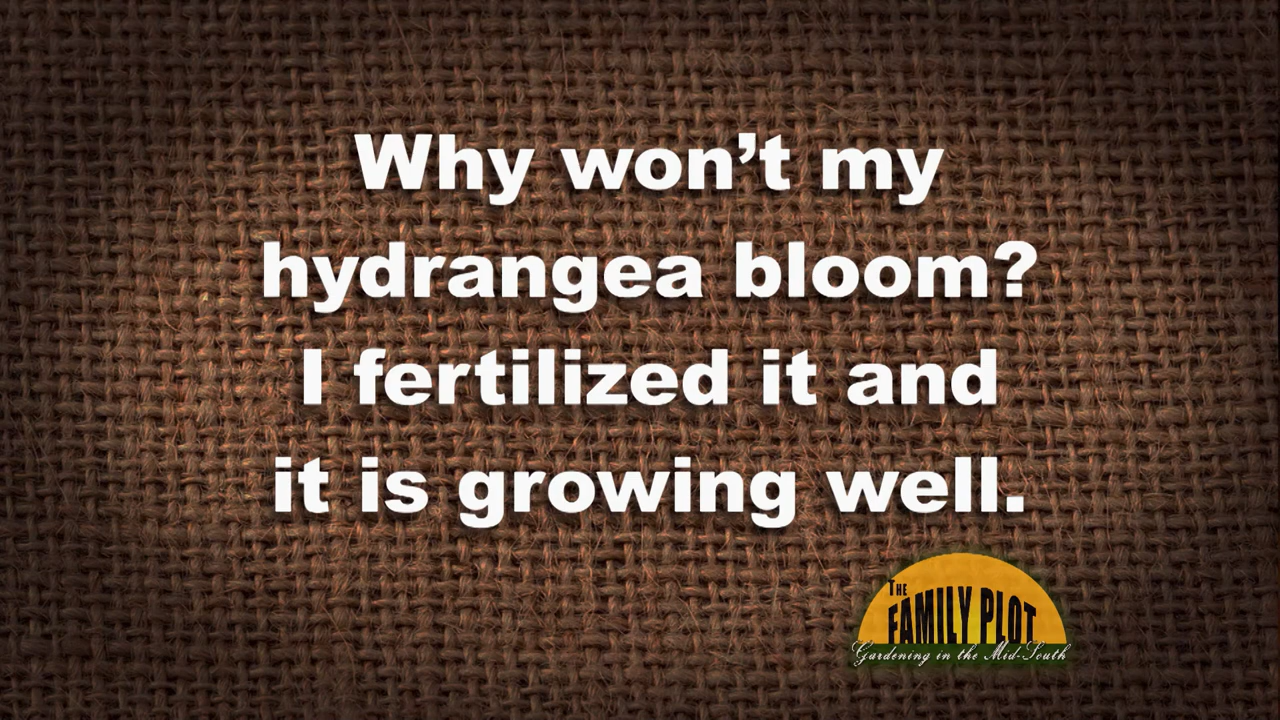 Why won’t my
hydrangea bloom?
I fertilized it and
it is growing well.
THE
FAMILY PLOT
Gardening in the Mid-South